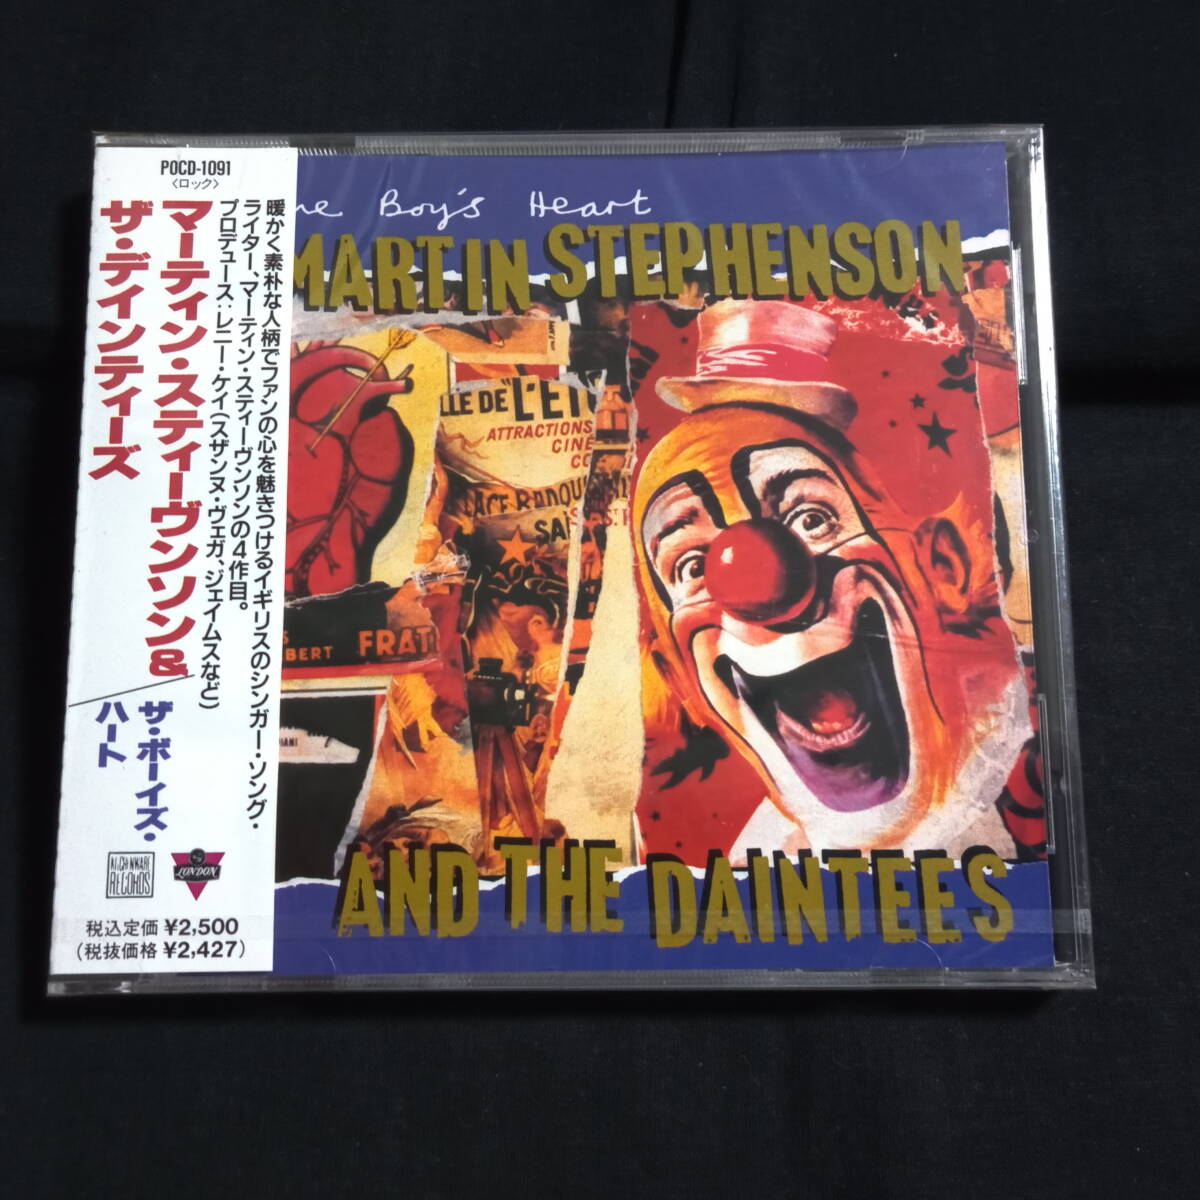 POCD-1091
〈ロック〉
暖かく素朴な人柄でファンの心を魅きつけるイギリスのシンガー・ソング・
ライター、マーティン・スティーヴンソンの4作目。
プロデュース:レニー・ケイ(スザンヌ・ヴェガ、ジェイムスなど)
マーティン・スティーヴンソン&
ザ・デインティーズ
ザ・ボーイズ・
ハート
KITCHENWARE
RECORDS
LONDON
税込定価 ¥2,500
(税抜価格 ¥2,427)
Boy's Heart
MARTIN STEPHENSON
LLE DE "L'ET
ATTRACTIONS
CINE
SA
BERT FRAT
AND THE DAINTEES